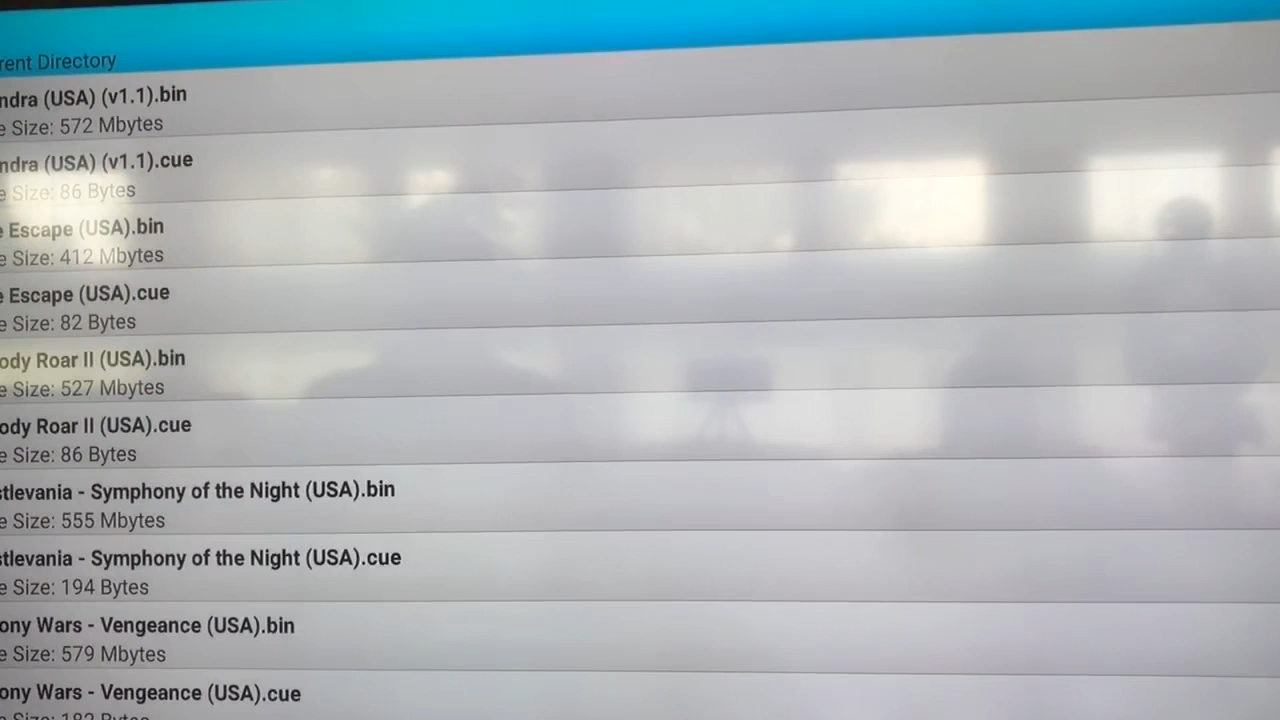 rent Directory
ndra (USA) (v1.1).bin
e Size: 572 Mbytes
ndra (USA) (v1.1).cue
e Size: 86 Bytes
e Escape (USA).bin
e Size: 412 Mbytes
e Escape (USA).cue
e Size: 82 Bytes
ody Roar II (USA).bin
e Size: 527 Mbytes
ody Roar II (USA).cue
e Size: 86 Bytes
stlevania - Symphony of the Night (USA).bin
e Size: 555 Mbytes
stlevania - Symphony of the Night (USA).cue
e Size: 194 Bytes
ony Wars - Vengeance (USA).bin
e Size: 579 Mbytes
ony Wars - Vengeance (USA).cue